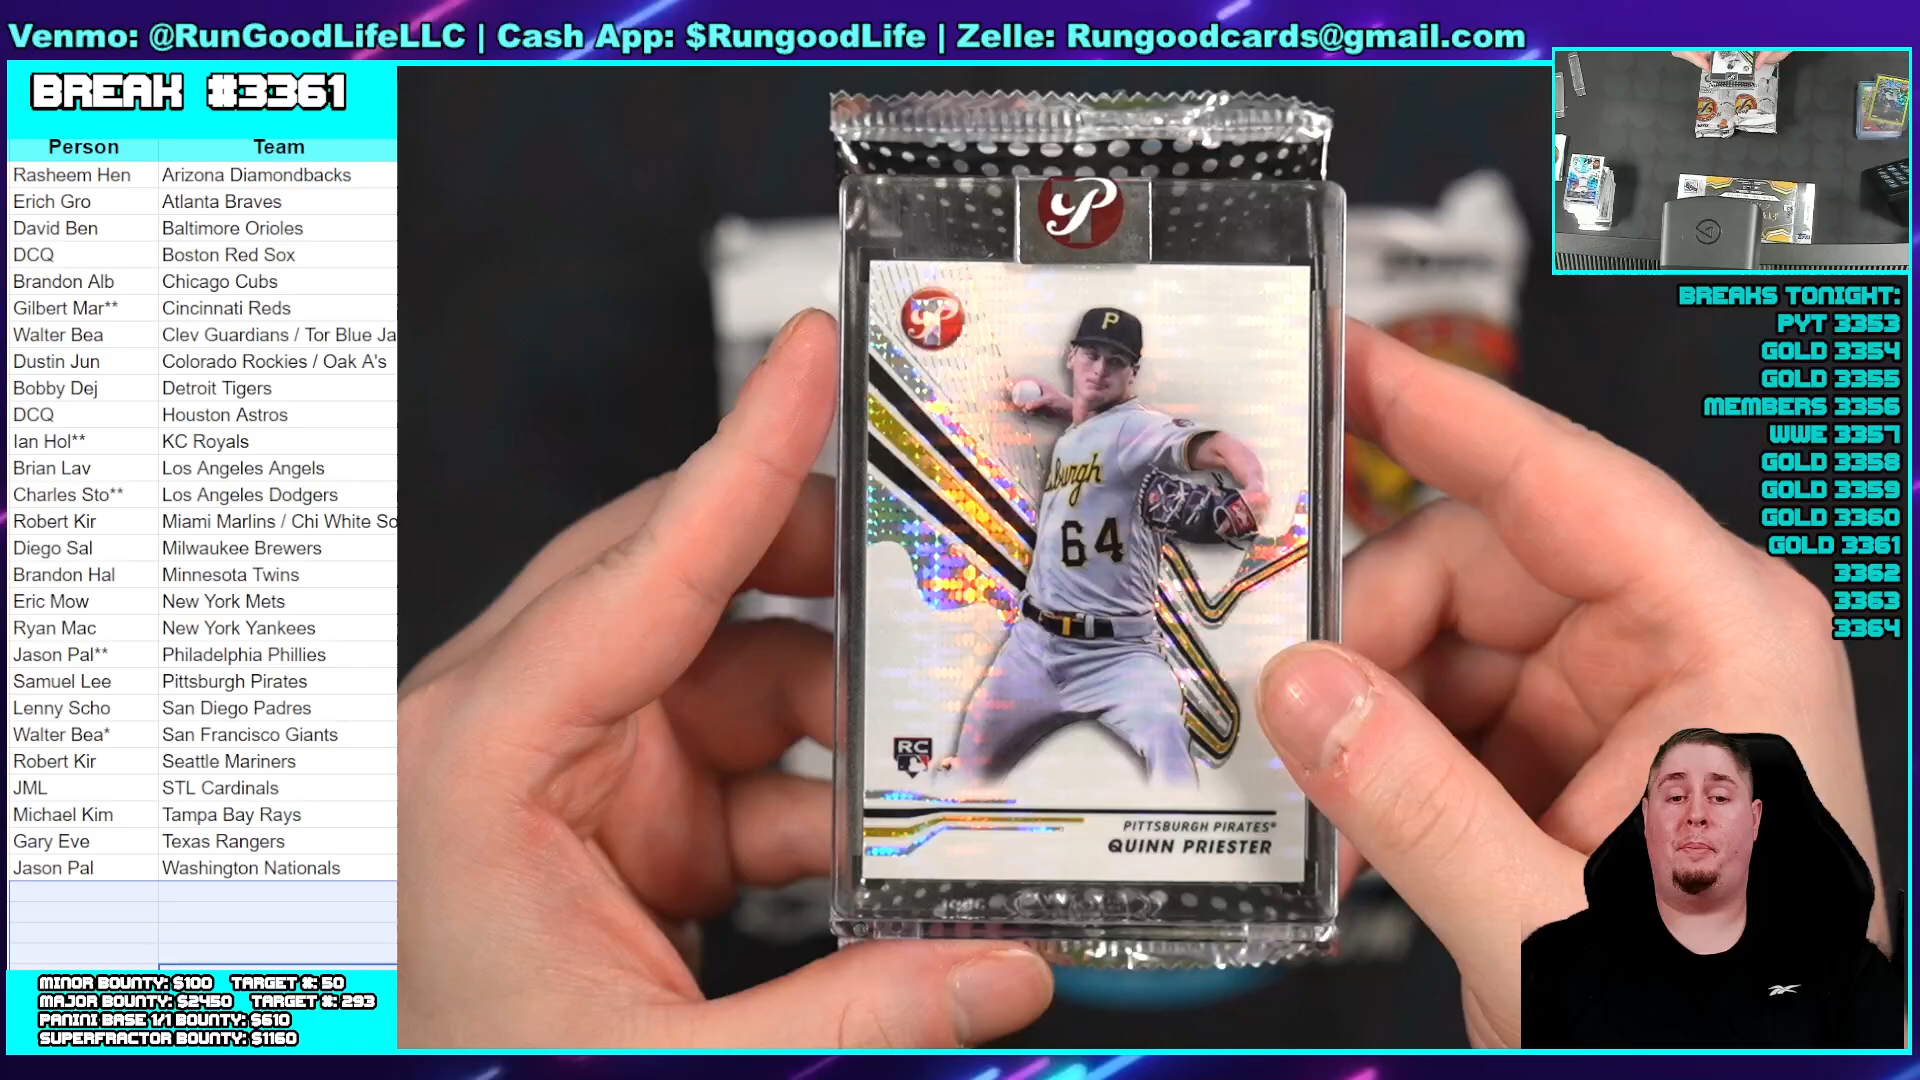 Venmo: @RunGoodLifeLLC | Cash App: $RungoodLife | Zelle: Rungoodcards@gmail.com
BREAK #3361
Person Team
Rasheem Hen Arizona Diamondbacks
Erich Gro Atlanta Braves
David Ben Baltimore Orioles
DCQ Boston Red Sox
Brandon Alb Chicago Cubs
Gilbert Mar** Cincinnati Reds
Walter Bea Clev Guardians / Tor Blue Ja
Dustin Jun Colorado Rockies / Oak A's
Bobby Dej Detroit Tigers
DCQ Houston Astros
Ian Hol** KC Royals
Brian Lav Los Angeles Angels
Charles Sto** Los Angeles Dodgers
Robert Kir Miami Marlins / Chi White So
Diego Sal Milwaukee Brewers
Brandon Hal Minnesota Twins
Eric Mow New York Mets
Ryan Mac New York Yankees
Jason Pal** Philadelphia Phillies
Samuel Lee Pittsburgh Pirates
Lenny Scho San Diego Padres
Walter Bea* San Francisco Giants
Robert Kir Seattle Mariners
JML STL Cardinals
Michael Kim Tampa Bay Rays
Gary Eve Texas Rangers
Jason Pal Washington Nationals
MINOR BOUNTY: $100 TARGET #: 50
MAJOR BOUNTY: $2450 TARGET #: 293
PANINI BASE 1/1 BOUNTY: $610
SUPERFRACTOR BOUNTY: $1160
P
P
P
sburgh
64
RC
PITTSBURGH PIRATES
QUINN PRIESTER
BREAKS TONIGHT:
PYT 3353
GOLD 3354
GOLD 3355
MEMBERS 3356
WWE 3357
GOLD 3358
GOLD 3359
GOLD 3360
GOLD 3361
3362
3363
3364